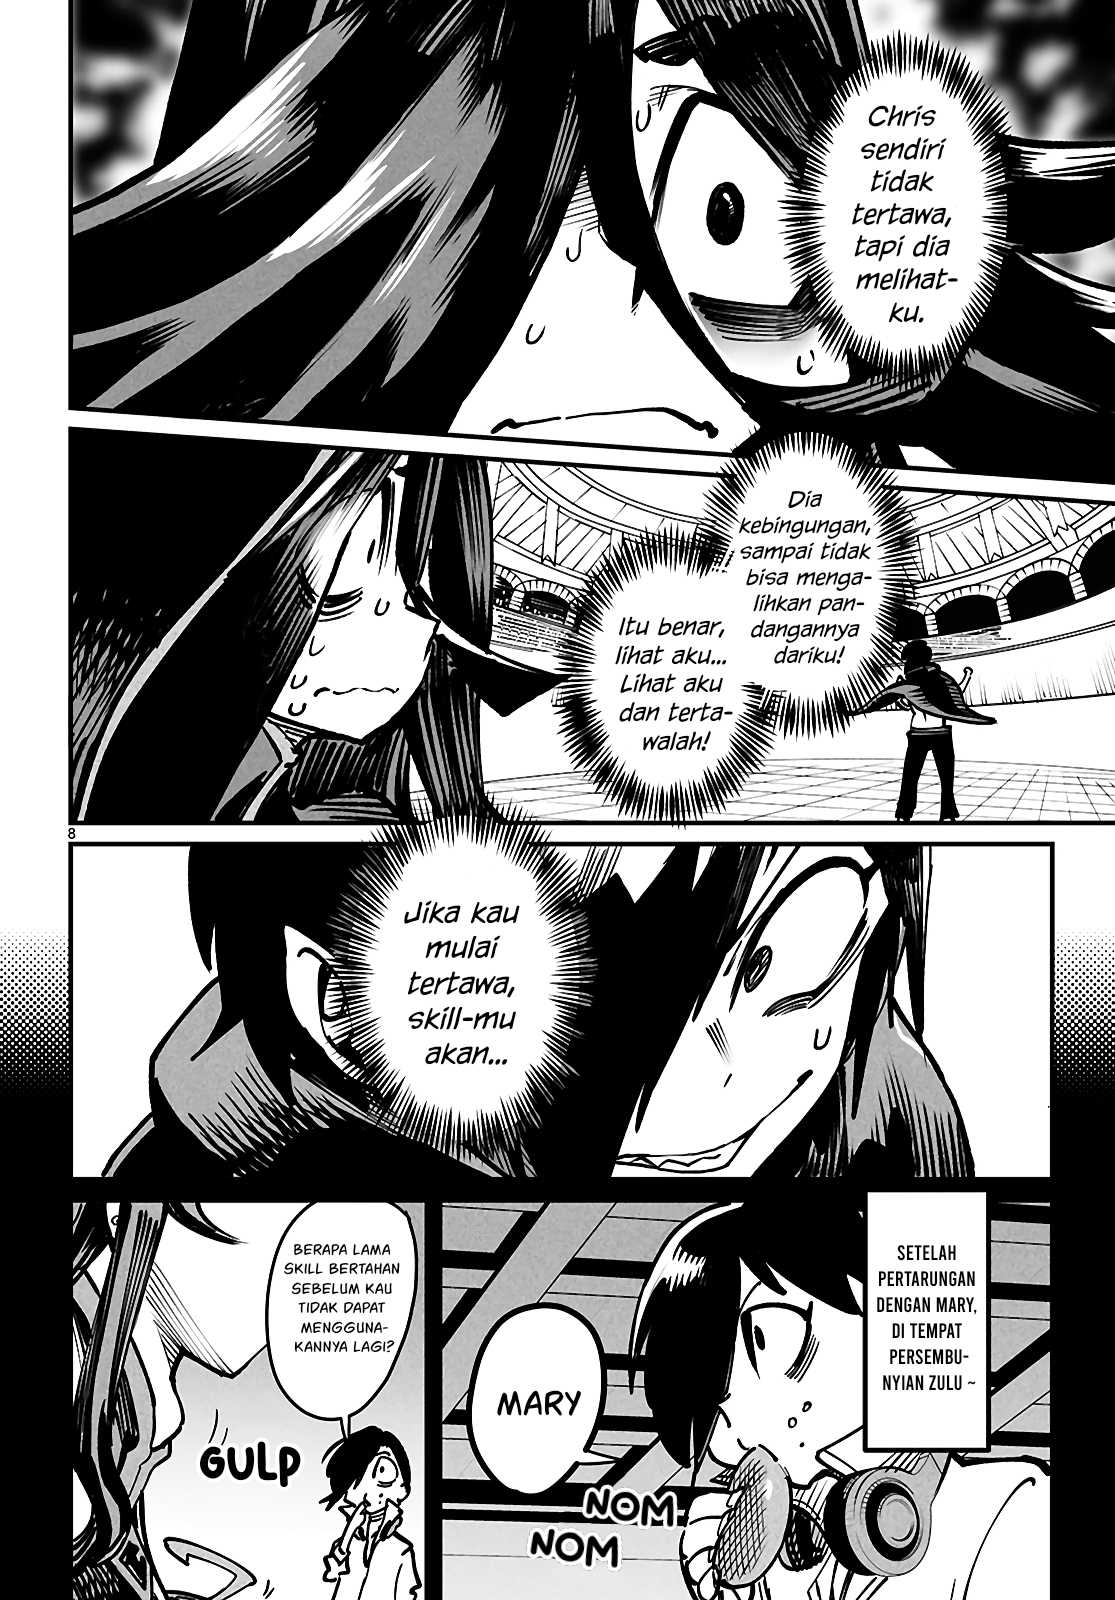 Chris
sendiri
tidak
tertawa,
tapi dia
melihat-
ku.
Dia
kebingungan,
sampai tidak
bisa menga-
lihkan pan-
dangannya
dariku!
Itu benar,
lihat aku...
Lihat aku
dan terta-
walah!
8
Jika kau
mulai
tertawa,
skill-mu
akan...
SETELAH
PERTARUNGAN
DENGAN MARY,
DI TEMPAT
PERSEMBU-
NYIAN ZULU ~
MARY
NOM
NOM
BERAPA LAMA
SKILL BERTAHAN
SEBELUM KAU
TIDAK DAPAT
MENGGUNA-
KANNYA LAGI?
GULP